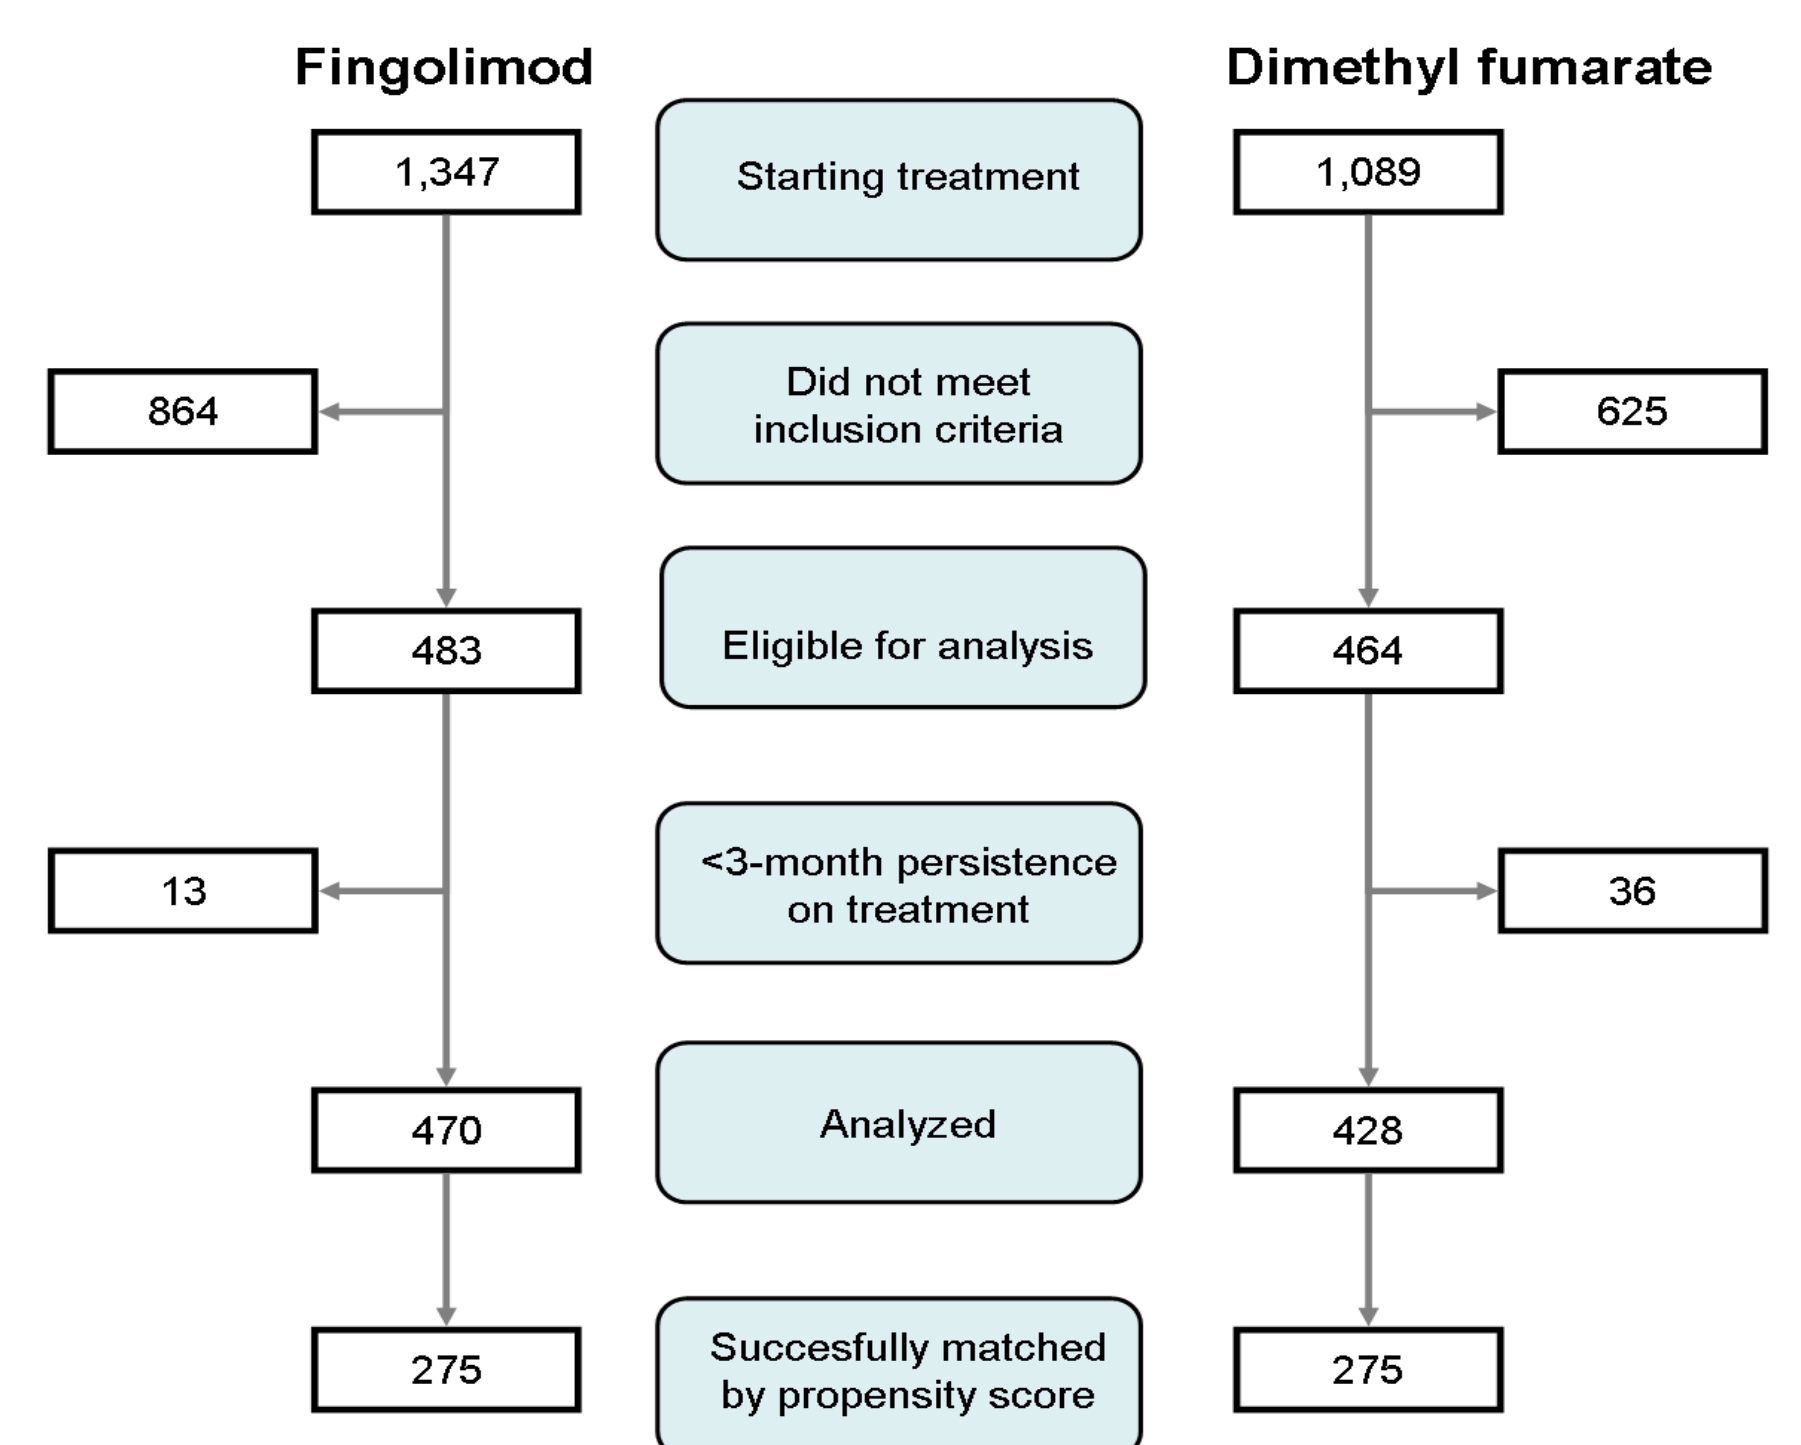 Fingolimod
Dimethyl fumarate
1,347
Starting treatment
1,089
864
Did not meet
inclusion criteria
625
483
Eligible for analysis
464
13
<3-month persistence
on treatment
36
470
Analyzed
428
275
Succesfully matched
by propensity score
275